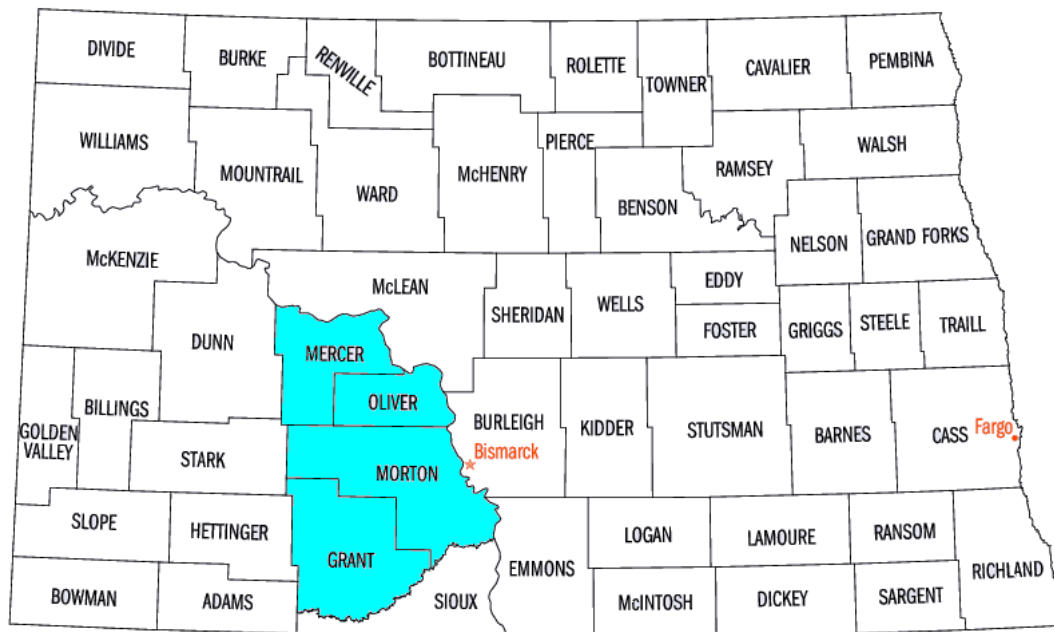 DIVIDE
BURKE
RENVILLE
BOTTINEAU
ROLETTE
TOWNER
CAVALIER
PEMBINA
WILLIAMS
MOUNTRAIL
WARD
McHENRY
PIERCE
BENSON
RAMSEY
WALSH
McKENZIE
NELSON
GRAND FORKS
McLEAN
SHERIDAN
WELLS
EDDY
FOSTER
GRIGGS
STEELE
TRAILL
DUNN
MERCER
OLIVER
GOLDEN
VALLEY
BILLINGS
STARK
MORTON
BURLEIGH
Bismarck
KIDDER
STUTSMAN
BARNES
CASS
Fargo
SLOPE
HETTINGER
GRANT
EMMONS
LOGAN
LAMOURE
RANSOM
RICHLAND
BOWMAN
ADAMS
SIOUX
McINTOSH
DICKEY
SARGENT